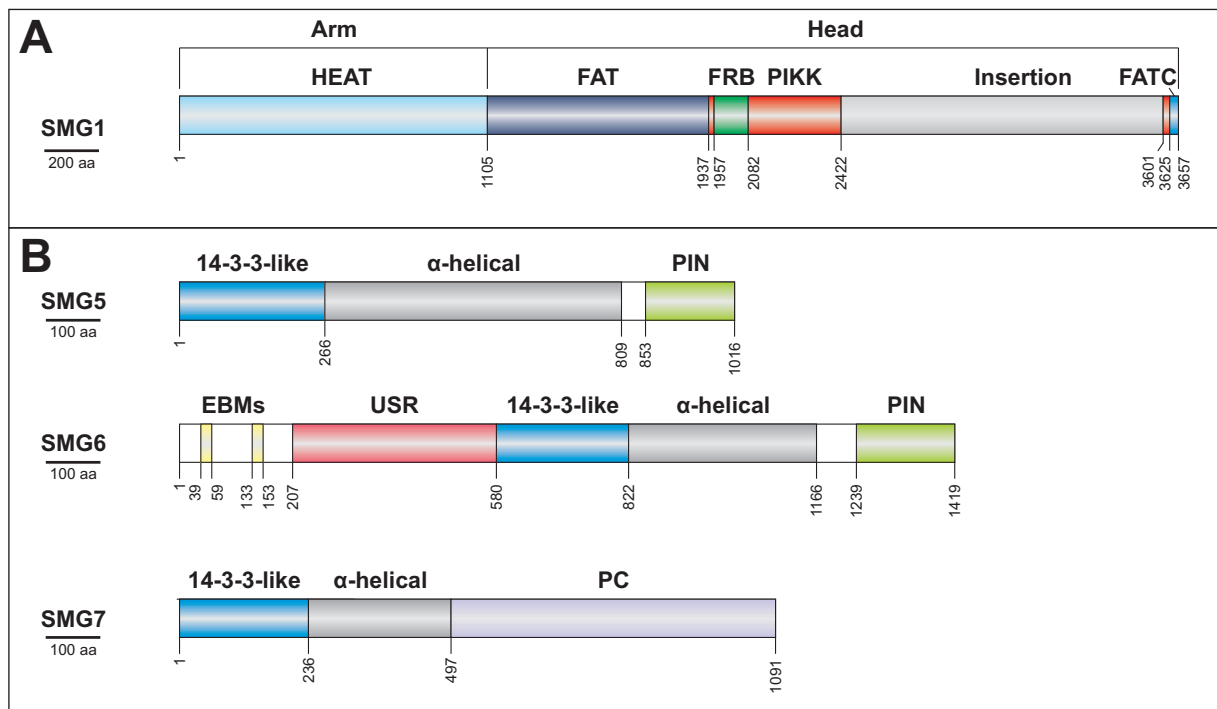 A
Arm Head
HEAT FAT FRB PIKK Insertion FATC
SMG1
200 aa
1 1105 1937 1957 2082 2422 3601 3625 3657
B
14-3-3-like α-helical PIN
SMG5
100 aa
1 266 809 853 1016
EBMs USR 14-3-3-like α-helical PIN
SMG6
100 aa
1 39 59 133 153 207 580 822 1166 1239 1419
14-3-3-like α-helical PC
SMG7
100 aa
1 236 497 1091